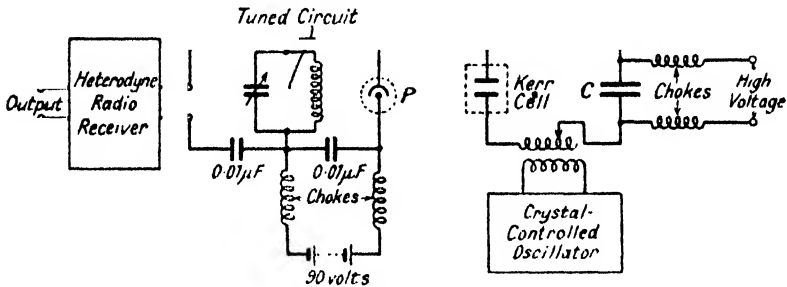 Tuned Circuit
Heterodyne
Radio
Receiver
Output
P
0·01μF
0·01μF
Chokes
90 volts
Kerr
Cell
C
Chokes
High
Voltage
Crystal-
Controlled
Oscillator